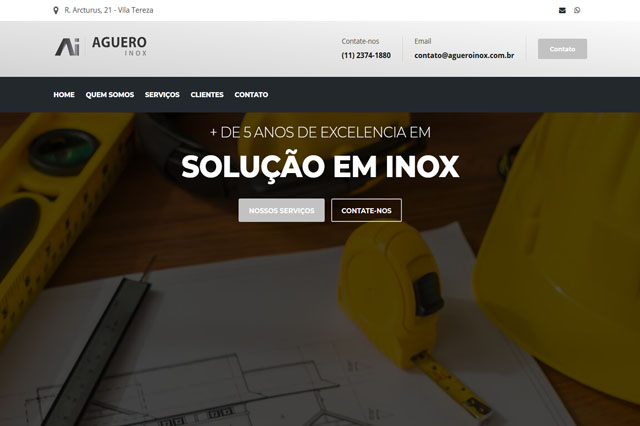 R. Arcturus, 21 - Vila Tereza
Ai AGUERO
INOX
Contate-nos
(11) 2374-1880
Email
contato@agueroinox.com.br
Contato
HOME QUEM SOMOS SERVIÇOS CLIENTES CONTATO
+ DE 5 ANOS DE EXCELENCIA EM
SOLUÇÃO EM INOX
NOSSOS SERVIÇOS
CONTATE-NOS